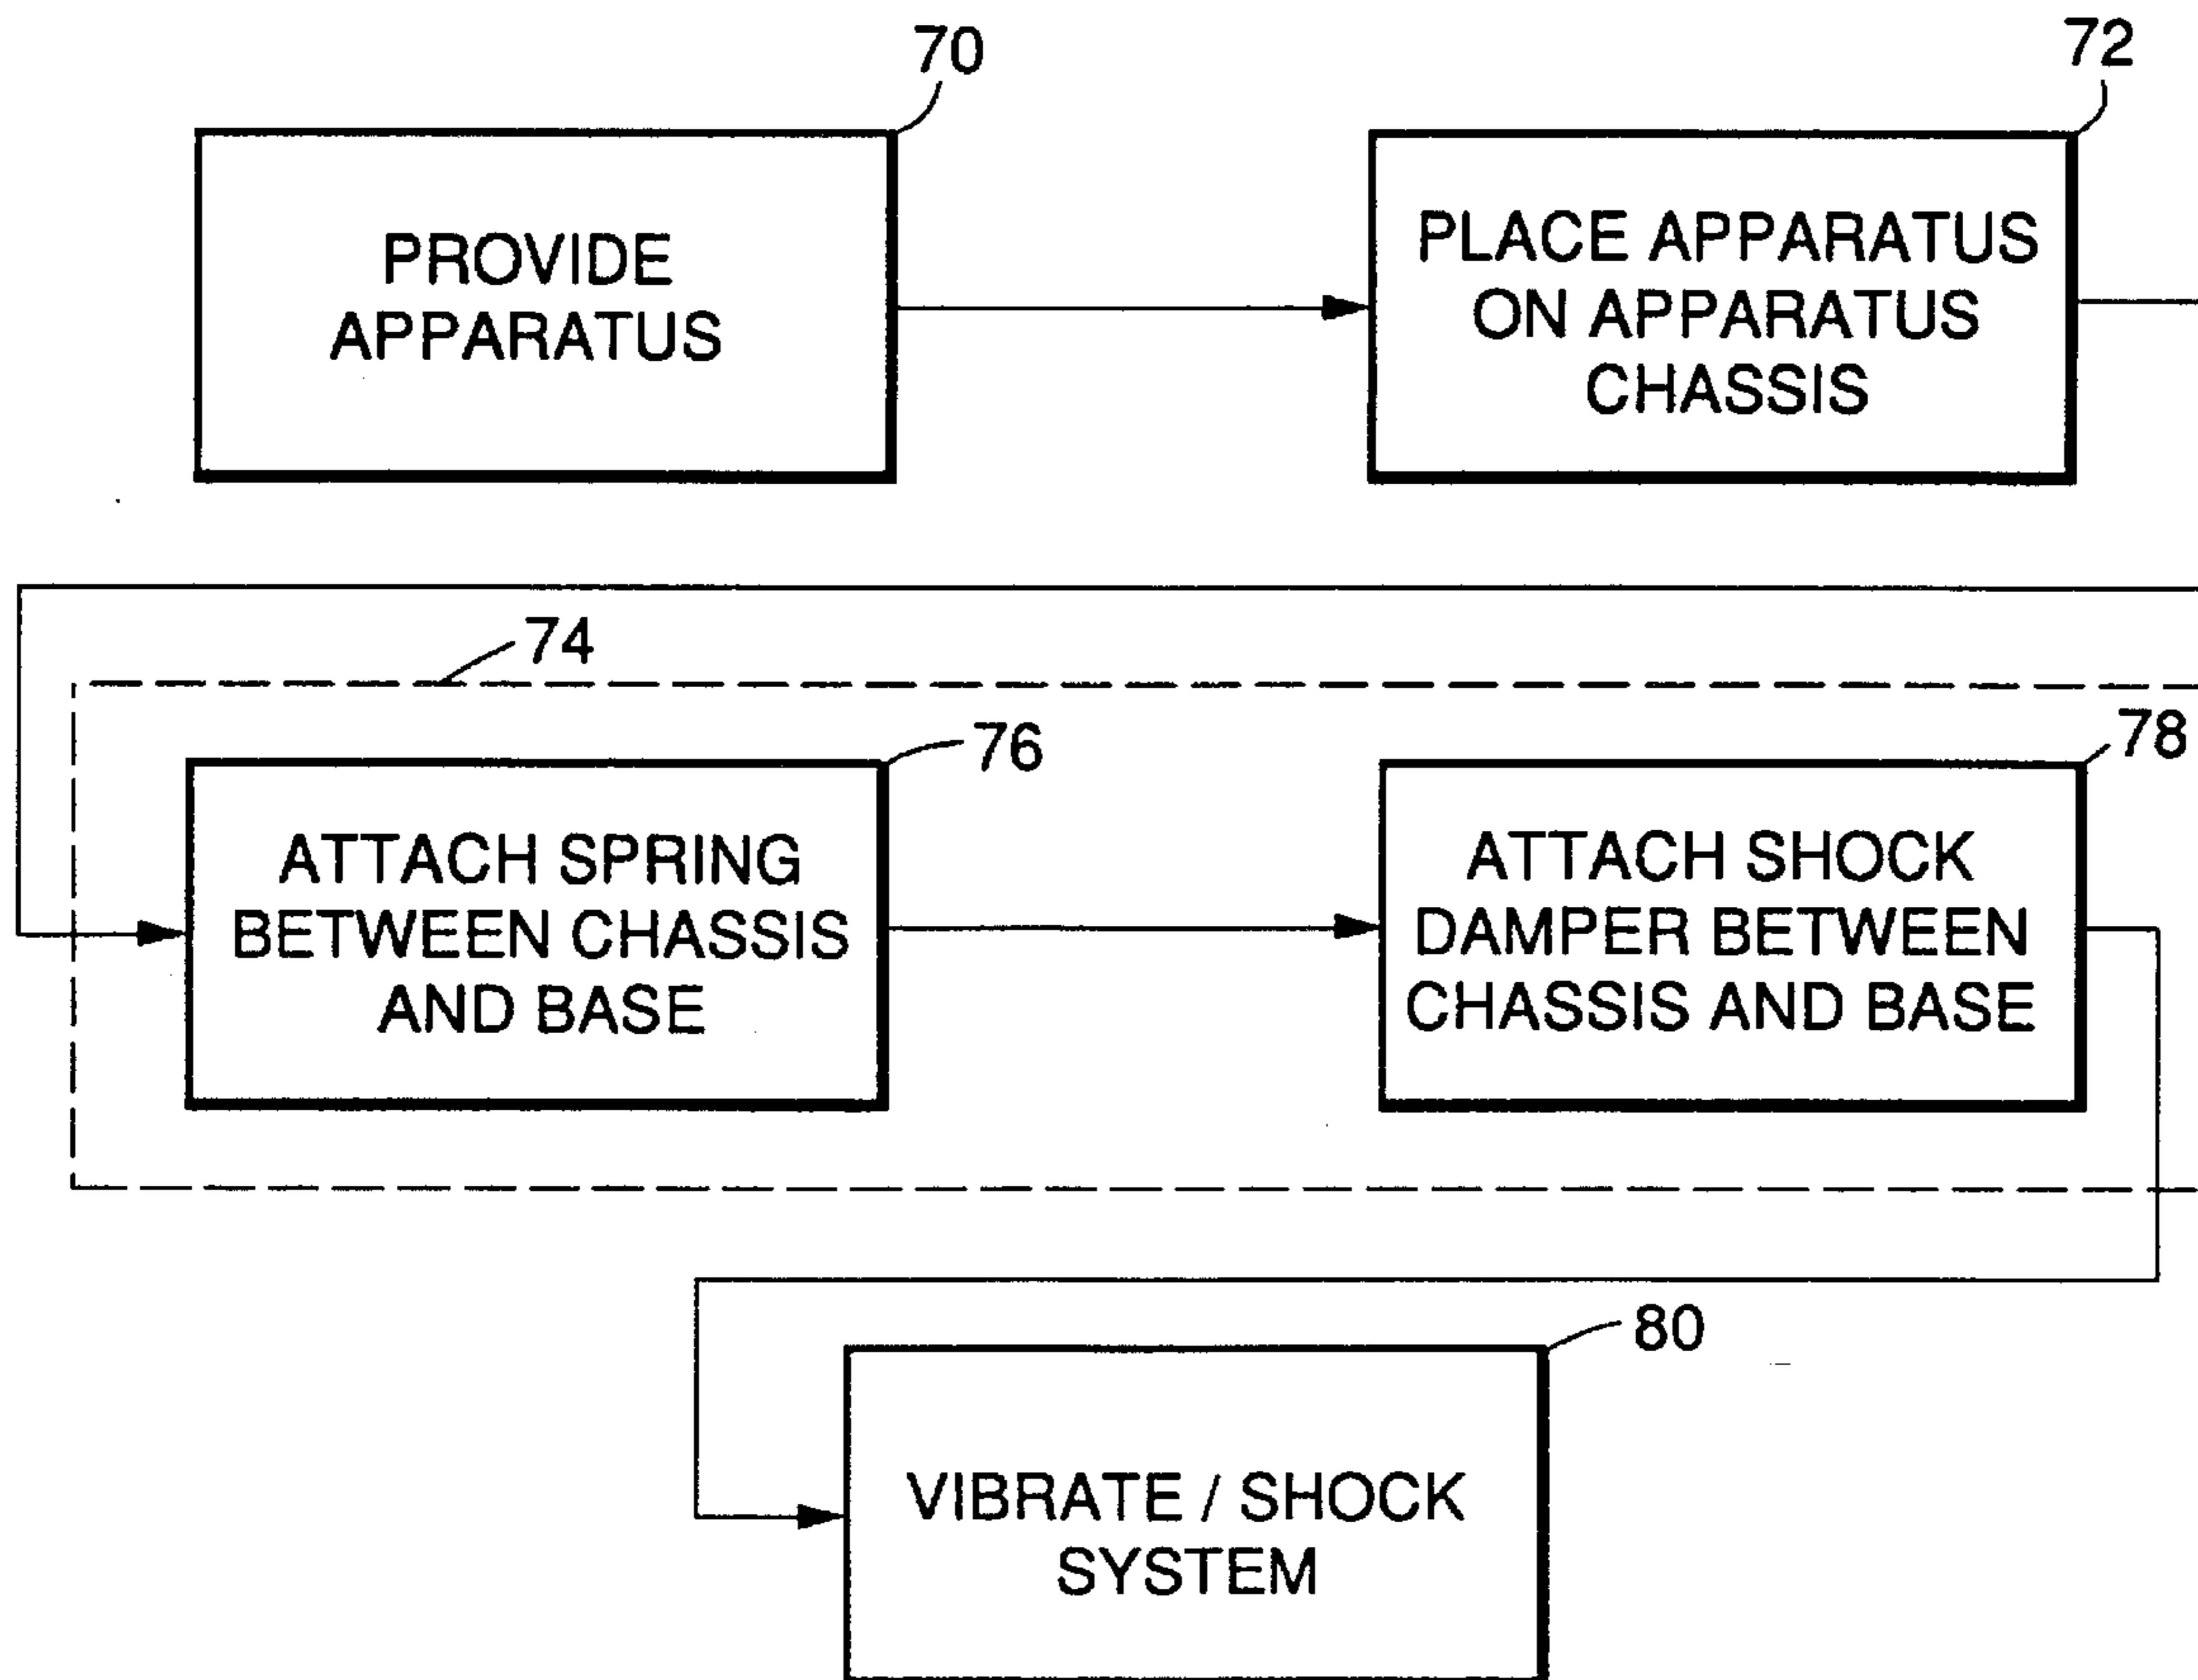 70
PROVIDE
APPARATUS
72
PLACE APPARATUS
ON APPARATUS
CHASSIS
74
76
ATTACH SPRING
BETWEEN CHASSIS
AND BASE
78
ATTACH SHOCK
DAMPER BETWEEN
CHASSIS AND BASE
80
VIBRATE / SHOCK
SYSTEM